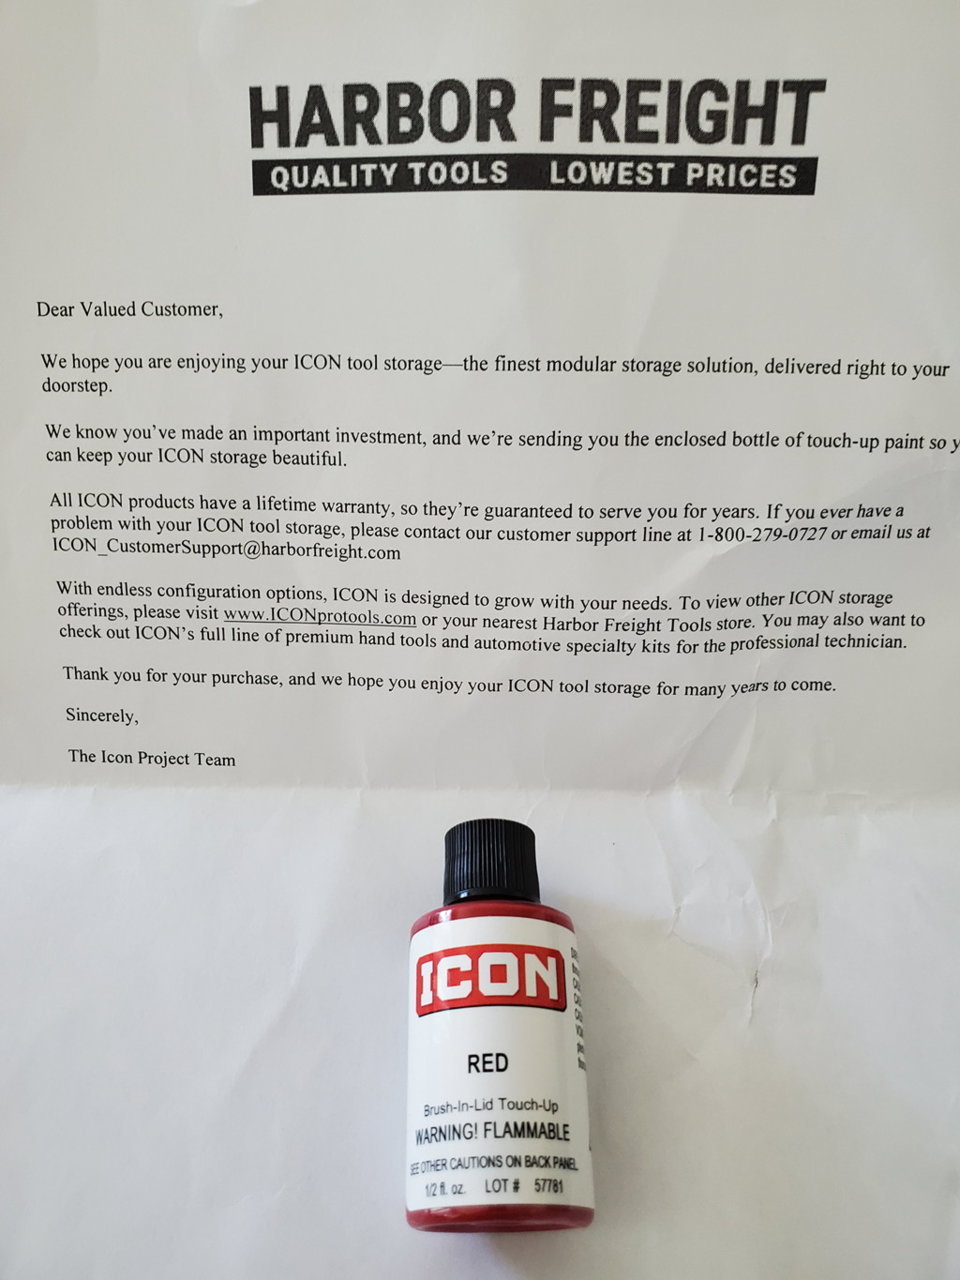 HARBOR FREIGHT
QUALITY TOOLS LOWEST PRICES
Dear Valued Customer,
We hope you are enjoying your ICON tool storage—the finest modular storage solution, delivered right to your
doorstep.
We know you've made an important investment, and we're sending you the enclosed bottle of touch-up paint so
can keep your ICON storage beautiful.
All ICON products have a lifetime warranty, so they're guaranteed to serve you for years. If you ever have a
problem with your ICON tool storage, please contact our customer support line at 1-800-279-0727 or email us at
ICON_CustomerSupport@harborfreight.com
With endless configuration options, ICON is designed to grow with your needs. To view other ICON storage
offerings, please visit www.ICONprotools.com or your nearest Harbor Freight Tools store. You may also want to
check out ICON's full line of premium hand tools and automotive specialty kits for the professional technician.
Thank you for your purchase, and we hope you enjoy your ICON tool storage for many years to come.
Sincerely,
The Icon Project Team
ICON
RED
Brush-In-Lid Touch-Up
WARNING! FLAMMABLE
SEE OTHER CAUTIONS ON BACK PANEL
1/2 fl. oz. LOT # 57781